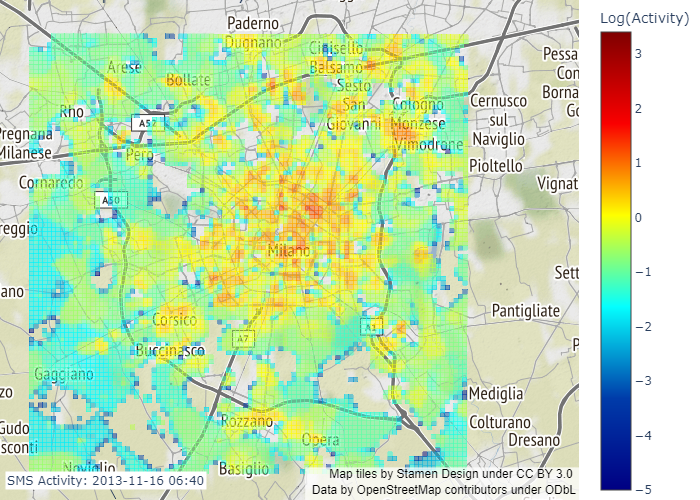 Paderno
Dugnano
Cinisello
Balsamo
Log(Activity)
Arese
Bollate
Sesto
San
Giovanni
Cologno
Monzese
Vimodrone
Pessa
Con
Borna
Go
Rho
A52
Cernusco
sul
Naviglio
Pregnana
Milanese
Pero
Pioltello
Cornaredo
A50
Vignat
reggio
Milano
Sett
ano
Pantigliate
Corsico
A7
A1
Buccinasco
P
Gaggiano
zo
Mediglia
Rozzano
Colturano
Gudo
sconti
Opera
Dresano
Noviglio
Basiglio
SMS Activity: 2013-11-16 06:40
Map tiles by Stamen Design under CC BY 3.0
Data by OpenStreetMap contributors under ODbL
3
2
1
0
−1
−2
−3
−4
−5